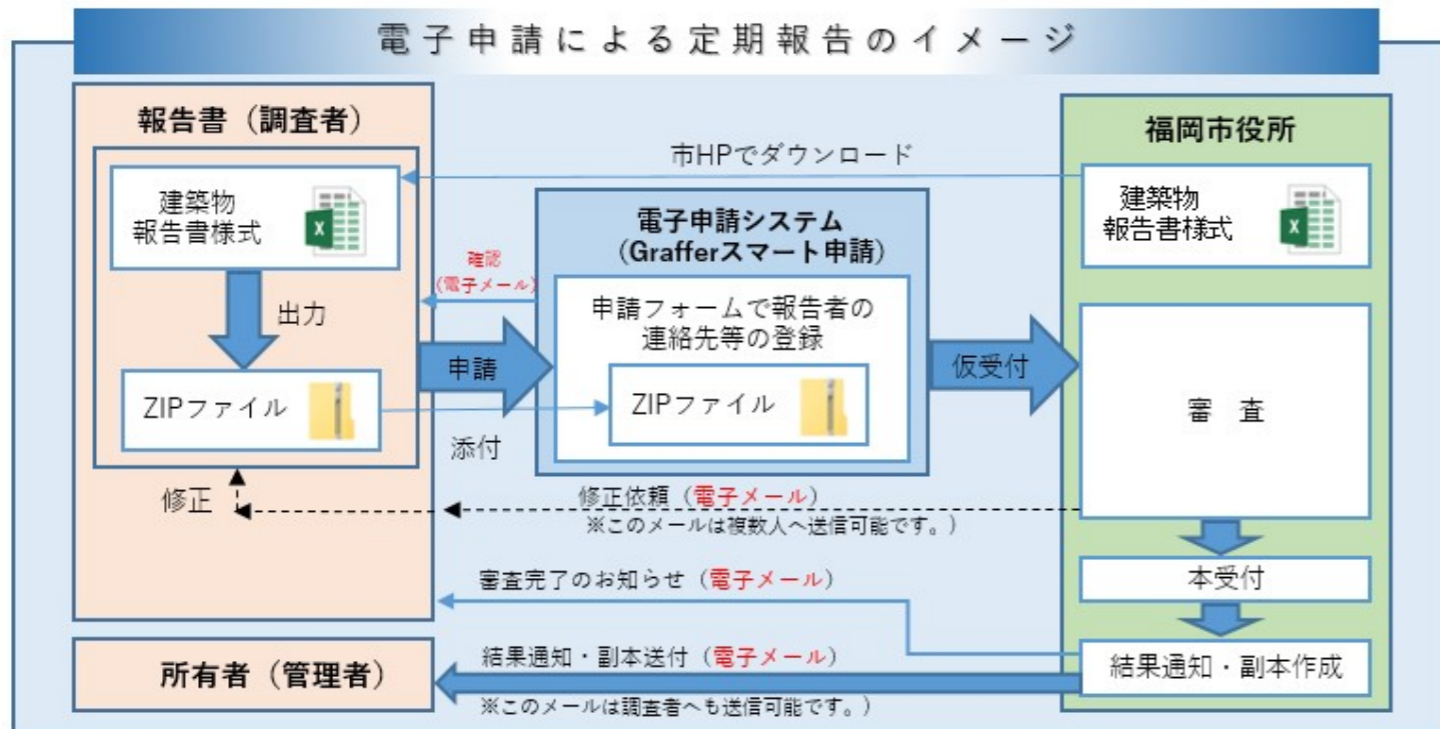 電子申請による定期報告のイメージ
報告書（調査者）
建築物
報告書様式
出力
ZIPファイル
修正
市HPでダウンロード
確認
(電子メール)
申請
添付
電子申請システム
（Grafferスマート申請）
申請フォームで報告者の
連絡先等の登録
ZIPファイル
仮受付
福岡市役所
建築物
報告書様式
審　査
修正依頼（電子メール）
※このメールは複数人へ送信可能です。）
本受付
審査完了のお知らせ（電子メール）
結果通知・副本作成
所有者（管理者）
結果通知・副本送付（電子メール）
※このメールは調査者へも送信可能です。）